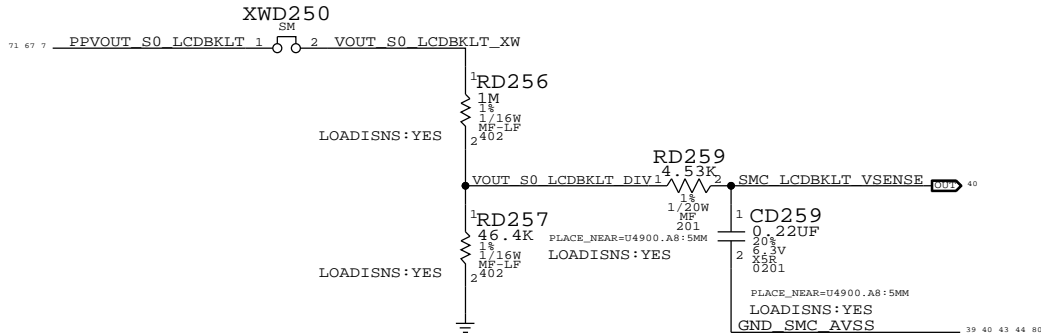 XWD250
SM
71 67 7 PPVOUT_S0_LCDBKLT 1 2 VOUT_S0_LCDBKLT_XW
1
RD256
1M
1%
1/16W
MF-LF
402
2
LOADISNS:YES
VOUT_S0_LCDBKLT_DIV
RD259
4.53K
1 2
1%
1/20W
MF
201
PLACE_NEAR=U4900.A8:5MM
LOADISNS:YES
SMC_LCDBKLT_VSENSE OUT 40
1
RD257
46.4K
1%
1/16W
MF-LF
402
2
LOADISNS:YES
1
CD259
0.22UF
20%
6.3V
X5R
0201
2
PLACE_NEAR=U4900.A8:5MM
LOADISNS:YES
GND_SMC_AVSS 39 40 43 44 80